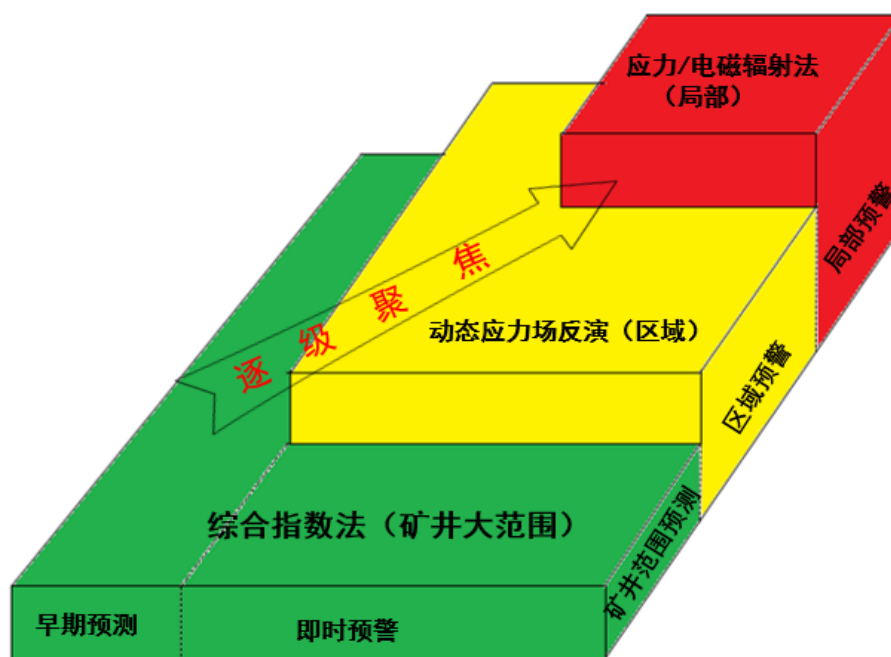 应力/电磁辐射法
（局部）
局部预警
逐级聚焦
动态应力场反演（区域）
区域预警
综合指数法（矿井大范围）
矿井范围预测
早期预测
即时预警